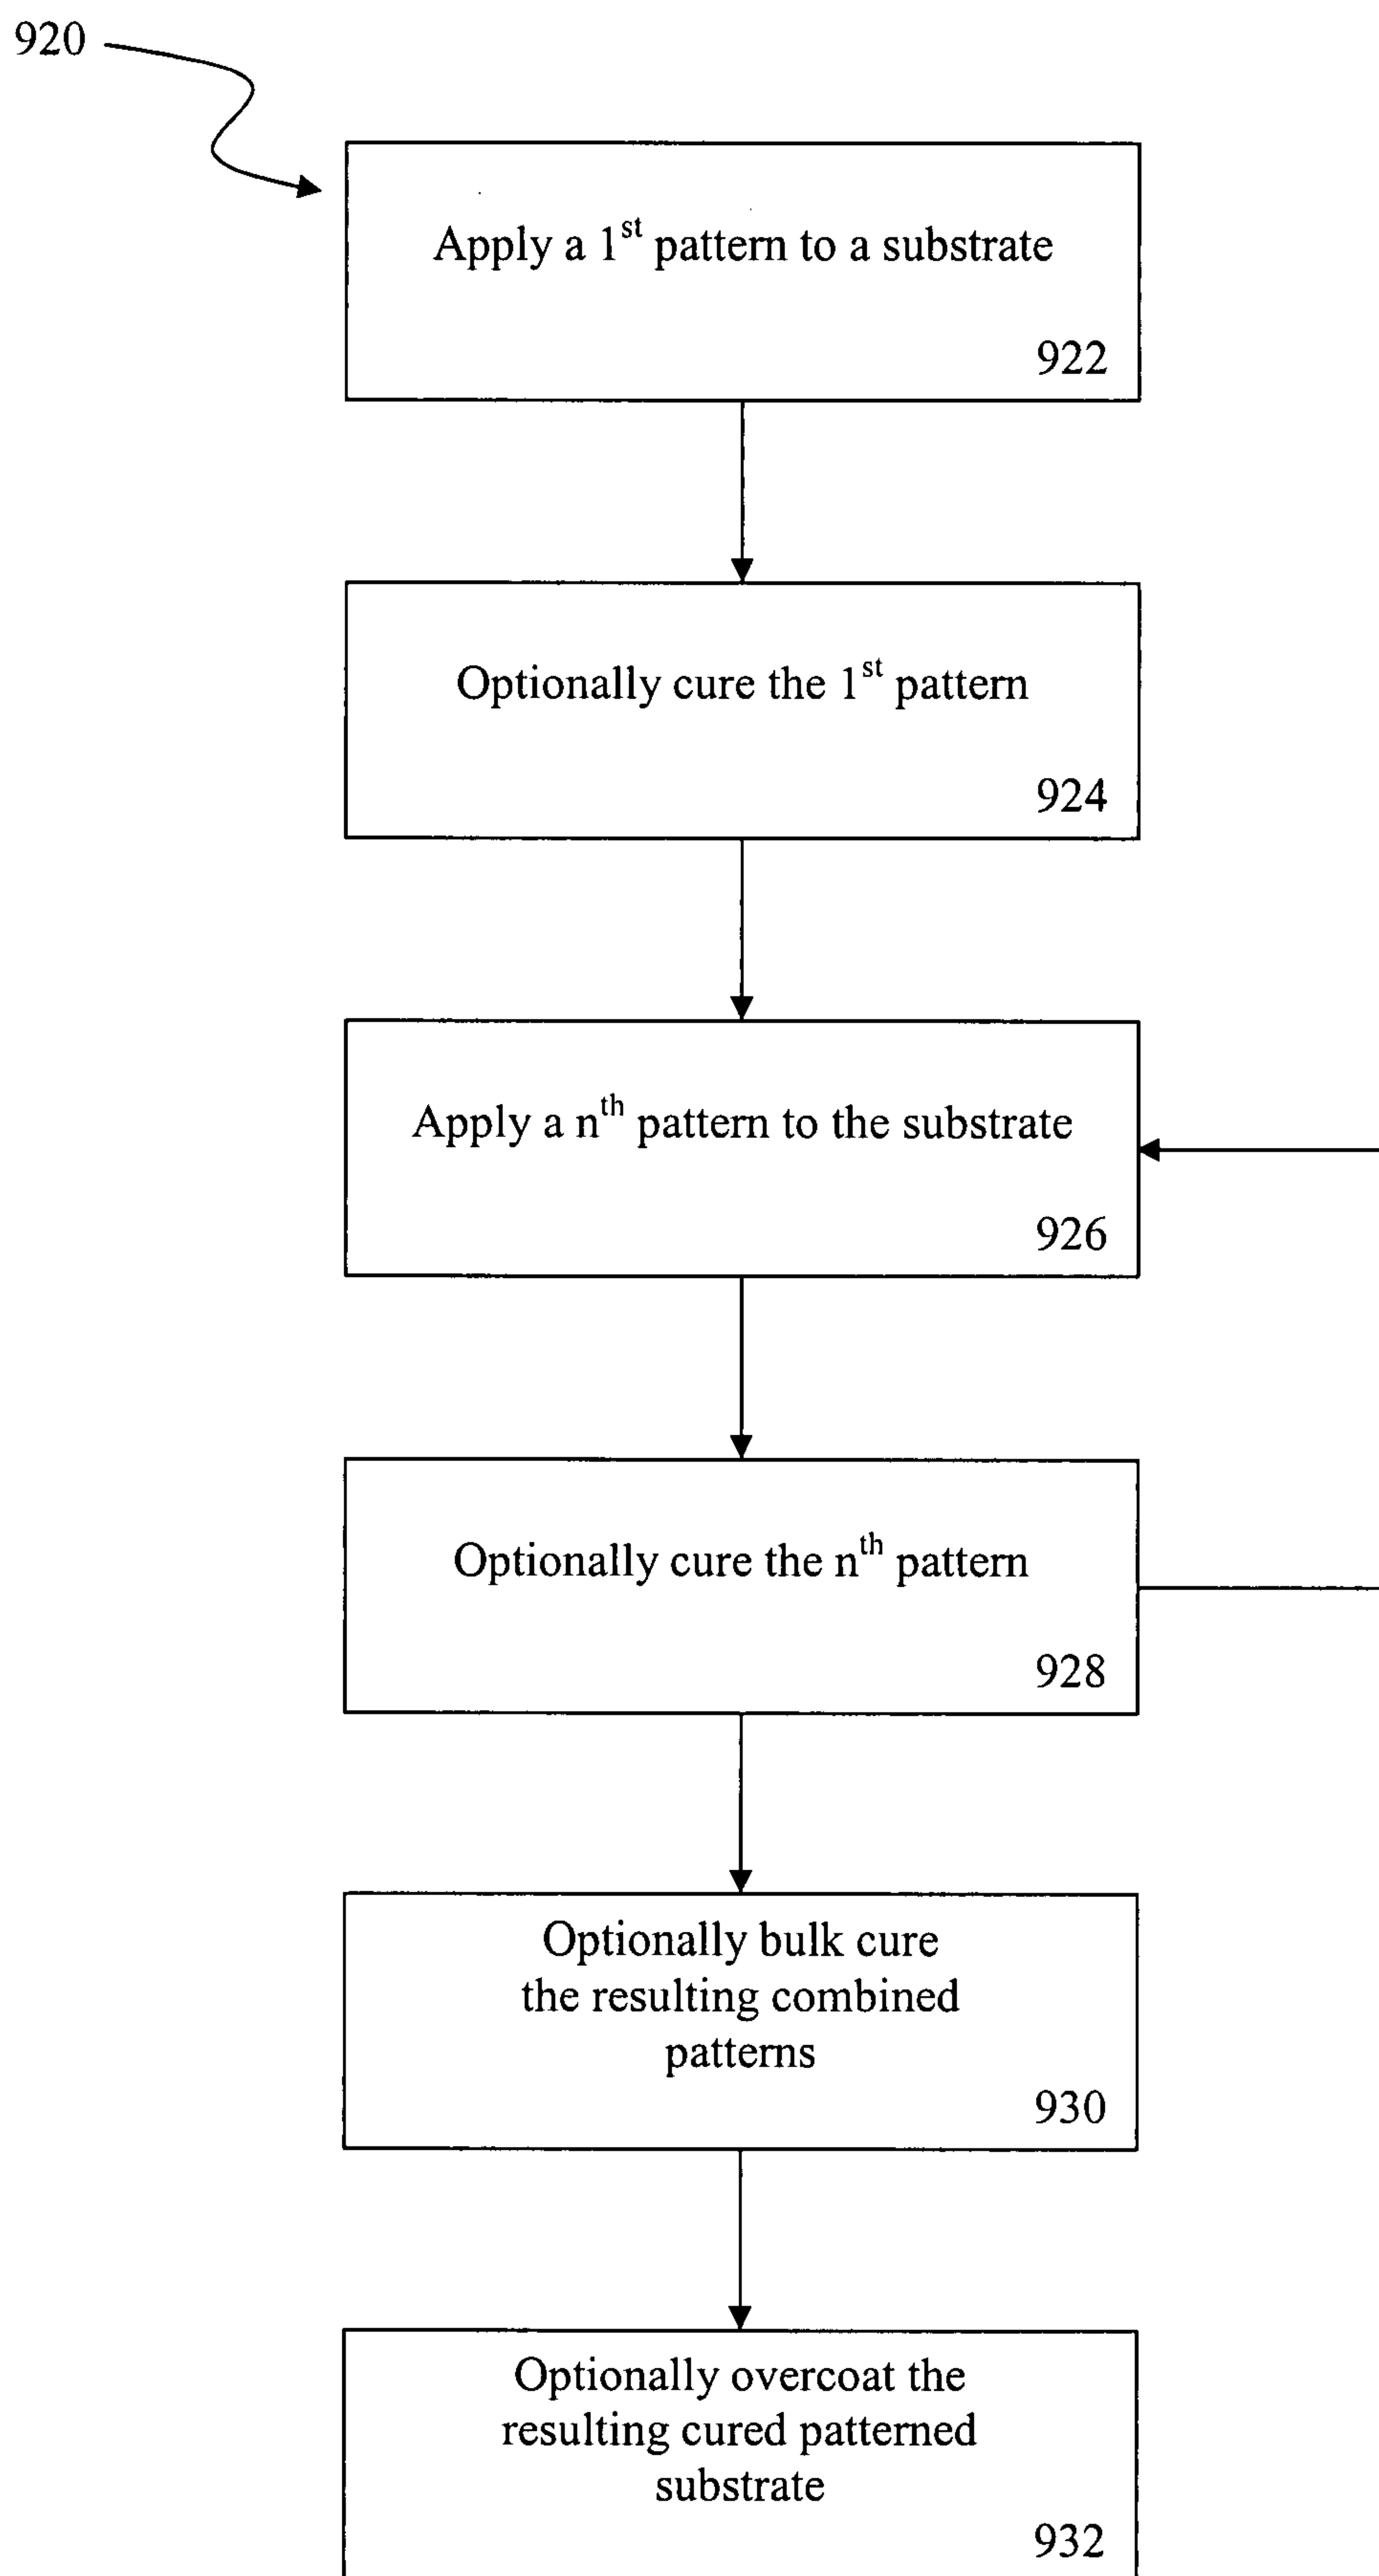 920
Apply a 1st pattern to a substrate
922
Optionally cure the 1st pattern
924
Apply a nth pattern to the substrate
926
Optionally cure the nth pattern
928
Optionally bulk cure
the resulting combined
patterns
930
Optionally overcoat the
resulting cured patterned
substrate
932